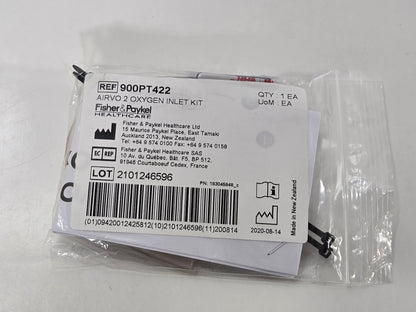 REF 900PT422
AIRVO 2 OXYGEN INLET KIT
QTY : 1 EA
UoM : EA
Fisher & Paykel
HEALTHCARE
Fisher & Paykel Healthcare Ltd
15 Maurice Paykel Place, East Tamaki
Auckland 2013, New Zealand
Tel: +64 9 574 0100 Fax: +64 9 574 0158
EC REP
Fisher & Paykel Healthcare SAS
10 Av. du Québec, Bât. F5, BP 512,
91946 Courtaboeuf Cedex, France
LOT 2101246596
2020-08-14
Made in New Zealand
(01)09420012425812(10)2101246596(11)200814